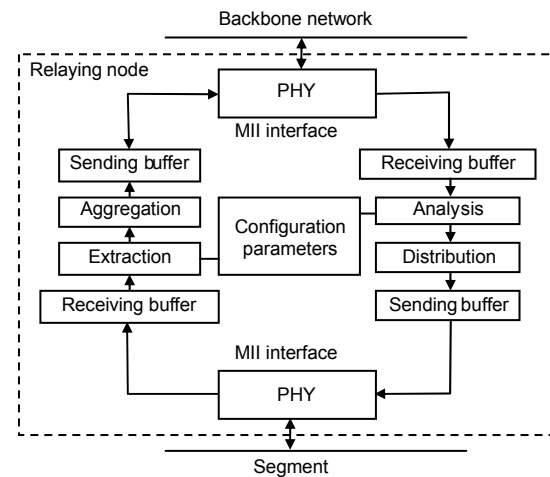 Backbone network
Relaying node
PHY
MII interface
Sending buffer
Receiving buffer
Aggregation
Analysis
Configuration
parameters
Extraction
Distribution
Receiving buffer
Sending buffer
MII interface
PHY
Segment